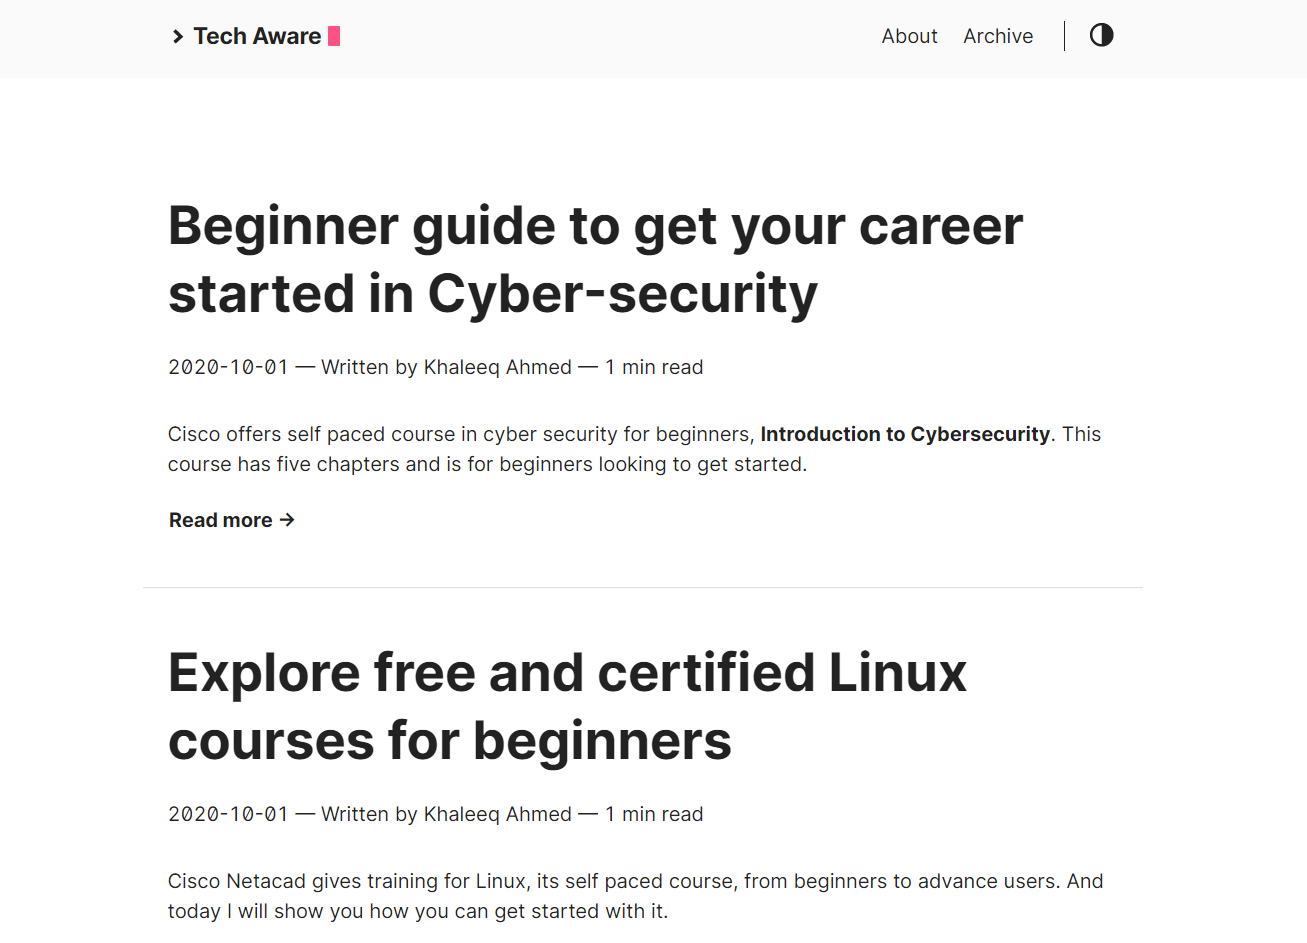 > Tech Aware
About Archive
Beginner guide to get your career
started in Cyber-security
2020-10-01 — Written by Khaleeq Ahmed — 1 min read
Cisco offers self paced course in cyber security for beginners, Introduction to Cybersecurity. This
course has five chapters and is for beginners looking to get started.
Read more →
Explore free and certified Linux
courses for beginners
2020-10-01 — Written by Khaleeq Ahmed — 1 min read
Cisco Netacad gives training for Linux, its self paced course, from beginners to advance users. And
today I will show you how you can get started with it.